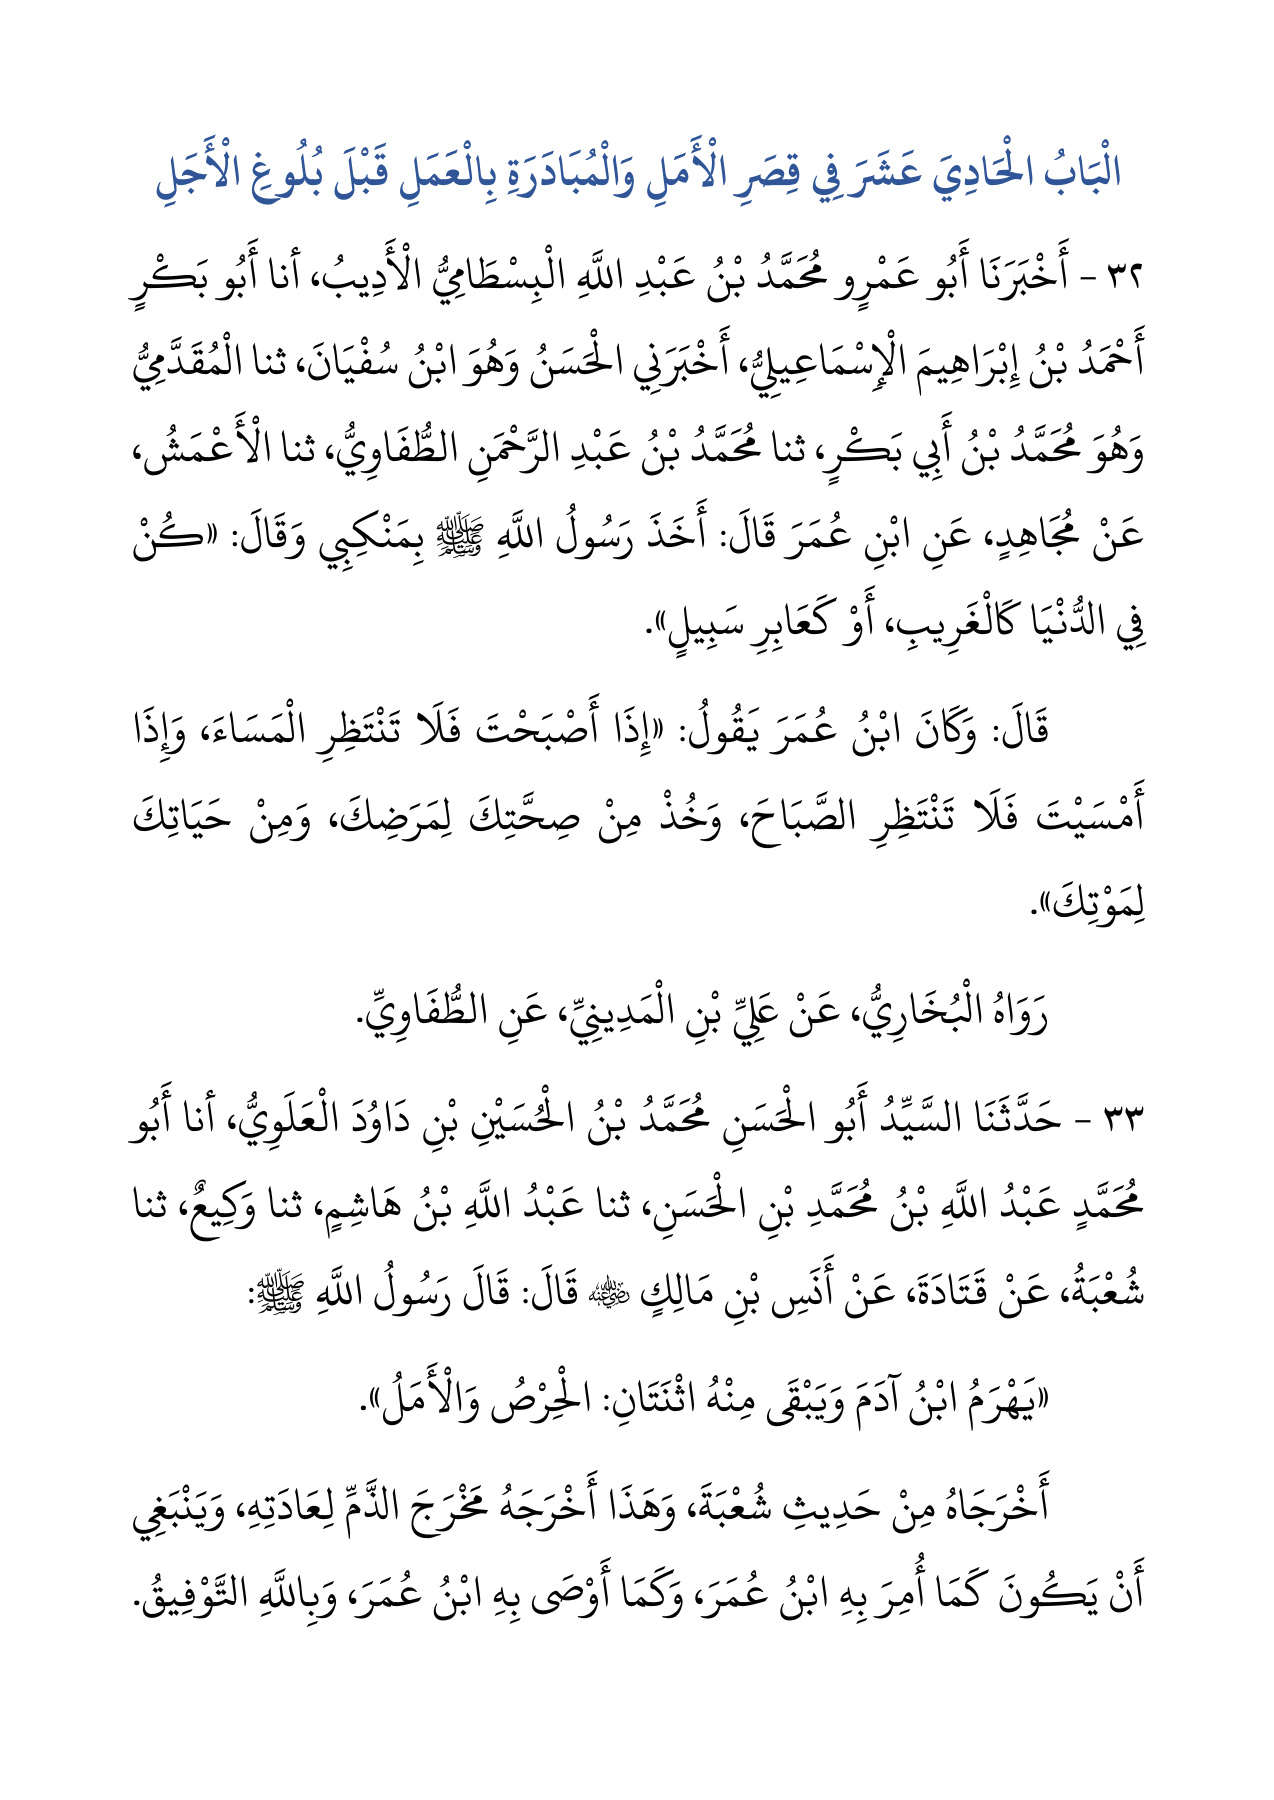 الْبَابُ الْحَادِيَ عَشَرَ فِي قِصَرِ الْأَمَلِ وَالْمُبَادَرَةِ بِالْعَمَلِ قَبْلَ بُلُوغِ الْأَجَلِ
٣٢ - أَخْبَرَنَا أَبُو عَمْرٍو مُحَمَّدُ بْنُ عَبْدِ اللَّهِ الْبِسْطَامِيُّ الْأَدِيبُ، أنا أَبُو بَكْرٍ
أَحْمَدُ بْنُ إِبْرَاهِيمَ الْإِسْمَاعِيلِيُّ، أَخْبَرَنِي الْحَسَنُ وَهُوَ ابْنُ سُفْيَانَ، ثنا الْمُقَدَّمِيُّ
وَهُوَ مُحَمَّدُ بْنُ أَبِي بَكْرٍ، ثنا مُحَمَّدُ بْنُ عَبْدِ الرَّحْمَنِ الطُّفَاوِيُّ، ثنا الْأَعْمَشُ،
عَنْ مُجَاهِدٍ، عَنِ ابْنِ عُمَرَ قَالَ: أَخَذَ رَسُولُ اللَّهِ ﷺ بِمَنْكِبِي وَقَالَ: «كُنْ
فِي الدُّنْيَا كَالْغَرِيبِ، أَوْ كَعَابِرِ سَبِيلٍ».
قَالَ: وَكَانَ ابْنُ عُمَرَ يَقُولُ: «إِذَا أَصْبَحْتَ فَلَا تَنْتَظِرِ الْمَسَاءَ، وَإِذَا
أَمْسَيْتَ فَلَا تَنْتَظِرِ الصَّبَاحَ، وَخُذْ مِنْ صِحَّتِكَ لِمَرَضِكَ، وَمِنْ حَيَاتِكَ
لِمَوْتِكَ».
رَوَاهُ الْبُخَارِيُّ، عَنْ عَلِيِّ بْنِ الْمَدِينِيِّ، عَنِ الطُّفَاوِيِّ.
٣٣ - حَدَّثَنَا السَّيِّدُ أَبُو الْحَسَنِ مُحَمَّدُ بْنُ الْحُسَيْنِ بْنِ دَاوُدَ الْعَلَوِيُّ، أنا أَبُو
مُحَمَّدٍ عَبْدُ اللَّهِ بْنُ مُحَمَّدِ بْنِ الْحَسَنِ، ثنا عَبْدُ اللَّهِ بْنُ هَاشِمٍ، ثنا وَكِيعٌ، ثنا
شُعْبَةُ، عَنْ قَتَادَةَ، عَنْ أَنَسِ بْنِ مَالِكٍ ﵁ قَالَ: قَالَ رَسُولُ اللَّهِ ﷺ:
«يَهْرَمُ ابْنُ آدَمَ وَيَبْقَى مِنْهُ اثْنَتَانِ: الْحِرْصُ وَالْأَمَلُ».
أَخْرَجَاهُ مِنْ حَدِيثِ شُعْبَةَ، وَهَذَا أَخْرَجَهُ مَخْرَجَ الذَّمِّ لِعَادَتِهِ، وَيَنْبَغِي
أَنْ يَكُونَ كَمَا أُمِرَ بِهِ ابْنُ عُمَرَ، وَكَمَا أَوْصَى بِهِ ابْنُ عُمَرَ، وَبِاللَّهِ التَّوْفِيقُ.